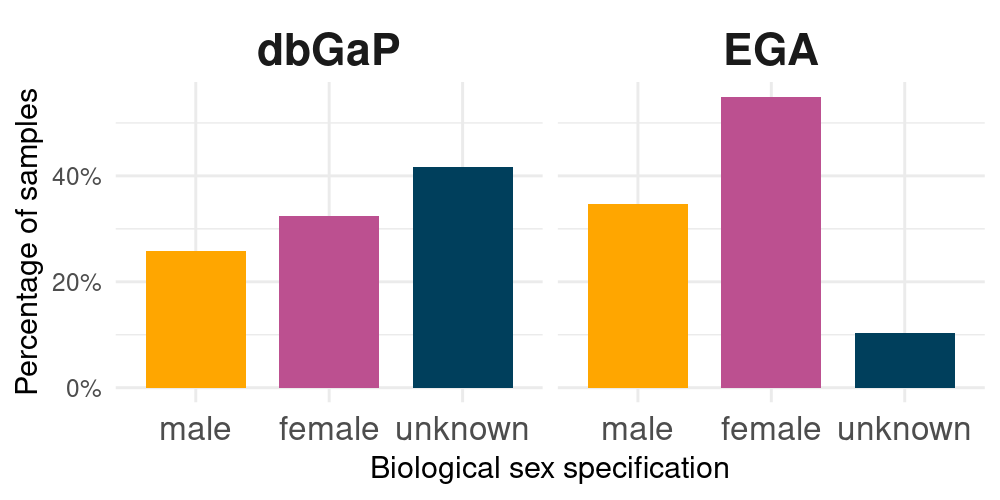 dbGaP
EGA
Percentage of samples
40%
20%
0%
male female unknown
male female unknown
Biological sex specification